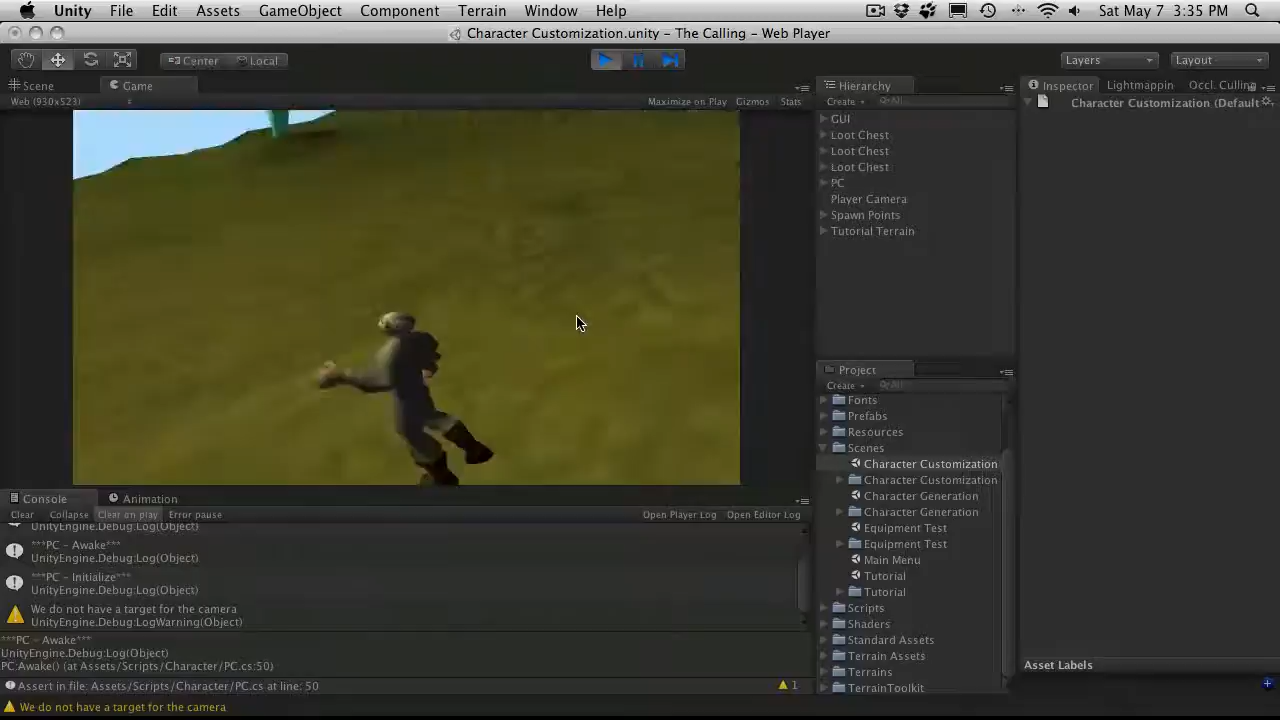 Unity File Edit Assets GameObject Component Terrain Window Help Sat May 7 3:35 PM
Character Customization.unity – The Calling – Web Player
Center Local Layers Layout
Scene Game Hierarchy Inspector Lightmappin Occl. Culling
Web (930x523) Maximize on Play Gizmos Stats Create All Character Customization (Default
GUI
Loot Chest
Loot Chest
Loot Chest
PC
Player Camera
Spawn Points
Tutorial Terrain
Project
Create All
Fonts
Prefabs
Resources
Scenes
Character Customization
Character Customization
Character Generation
Character Generation
Equipment Test
Equipment Test
Main Menu
Tutorial
Tutorial
Scripts
Shaders
Standard Assets
Terrain Assets
Terrains
TerrainToolkit
Asset Labels
Console Animation
Clear Collapse Clear on play Error pause Open Player Log Open Editor Log
UnityEngine.Debug:Log(Object)
***PC – Awake***
UnityEngine.Debug:Log(Object)
***PC – Initialize***
UnityEngine.Debug:Log(Object)
We do not have a target for the camera
UnityEngine.Debug:LogWarning(Object)
***PC – Awake***
UnityEngine.Debug:Log(Object)
PC:Awake() (at Assets/Scripts/Character/PC.cs:50)
Assert in file: Assets/Scripts/Character/PC.cs at line: 50 1
We do not have a target for the camera